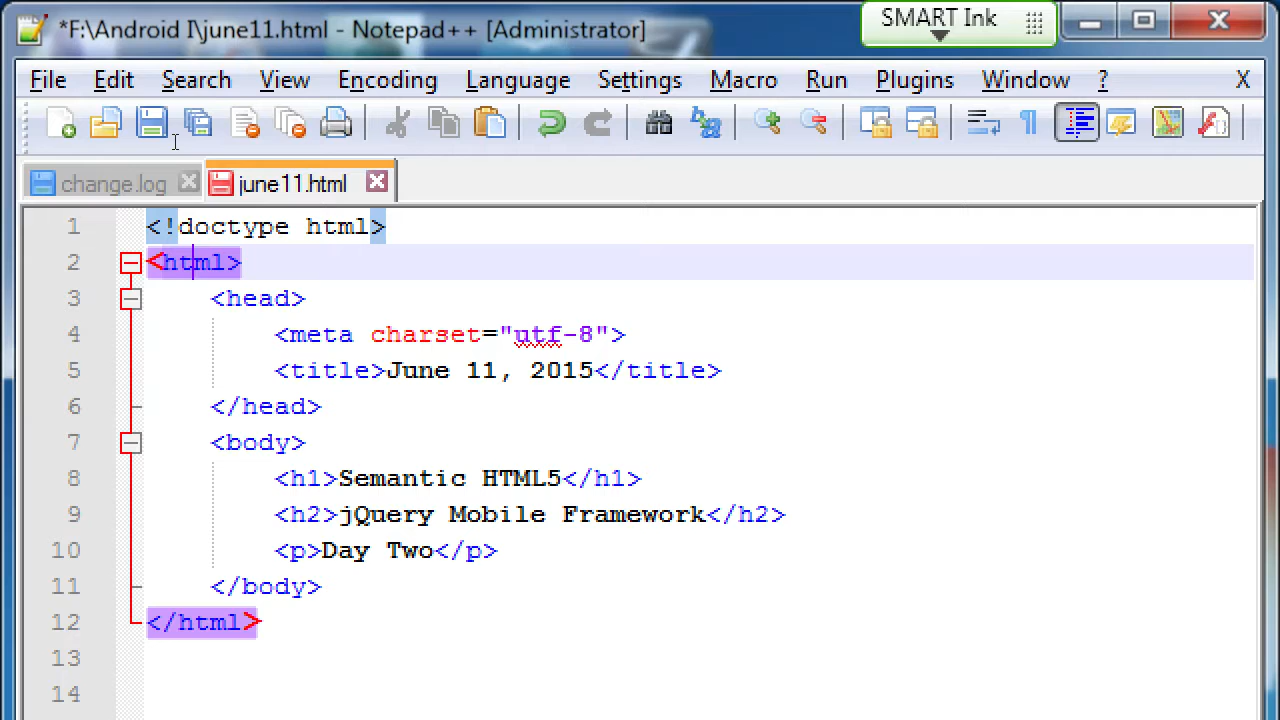 *F:\Android I\june11.html - Notepad++ [Administrator]
SMART Ink
File Edit Search View Encoding Language Settings Macro Run Plugins Window ? X
change.log june11.html
1 <!doctype html>
2 <html>
3 <head>
4 <meta charset="utf-8">
5 <title>June 11, 2015</title>
6 </head>
7 <body>
8 <h1>Semantic HTML5</h1>
9 <h2>jQuery Mobile Framework</h2>
10 <p>Day Two</p>
11 </body>
12 </html>
13
14